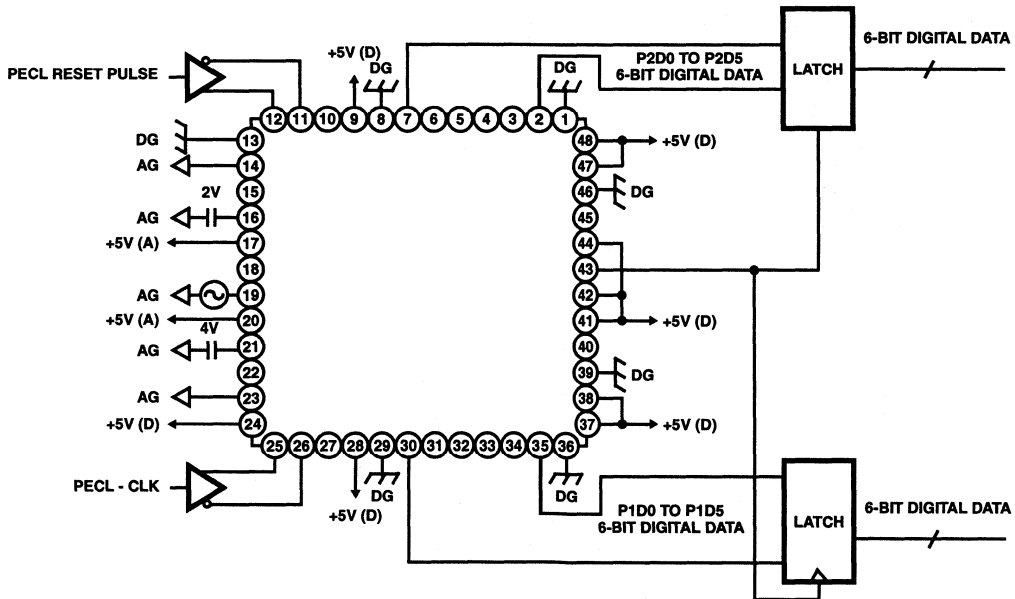 6-BIT DIGITAL DATA
+5V (D)
DG
DG
P2D0 TO P2D5
6-BIT DIGITAL DATA
LATCH
PECL RESET PULSE
12 11 10 9 8 7 6 5 4 3 2 1
DG 13
AG 14
15
2V
AG 16
+5V (A) 17
18
AG 19
+5V (A) 20
4V
AG 21
22
AG 23
+5V (D) 24
48 +5V (D)
47
46 DG
45
44
43
42
41 +5V (D)
40
39 DG
38
37 +5V (D)
25 26 27 28 29 30 31 32 33 34 35 36
PECL - CLK
DG
+5V (D)
DG
P1D0 TO P1D5
6-BIT DIGITAL DATA
LATCH
6-BIT DIGITAL DATA